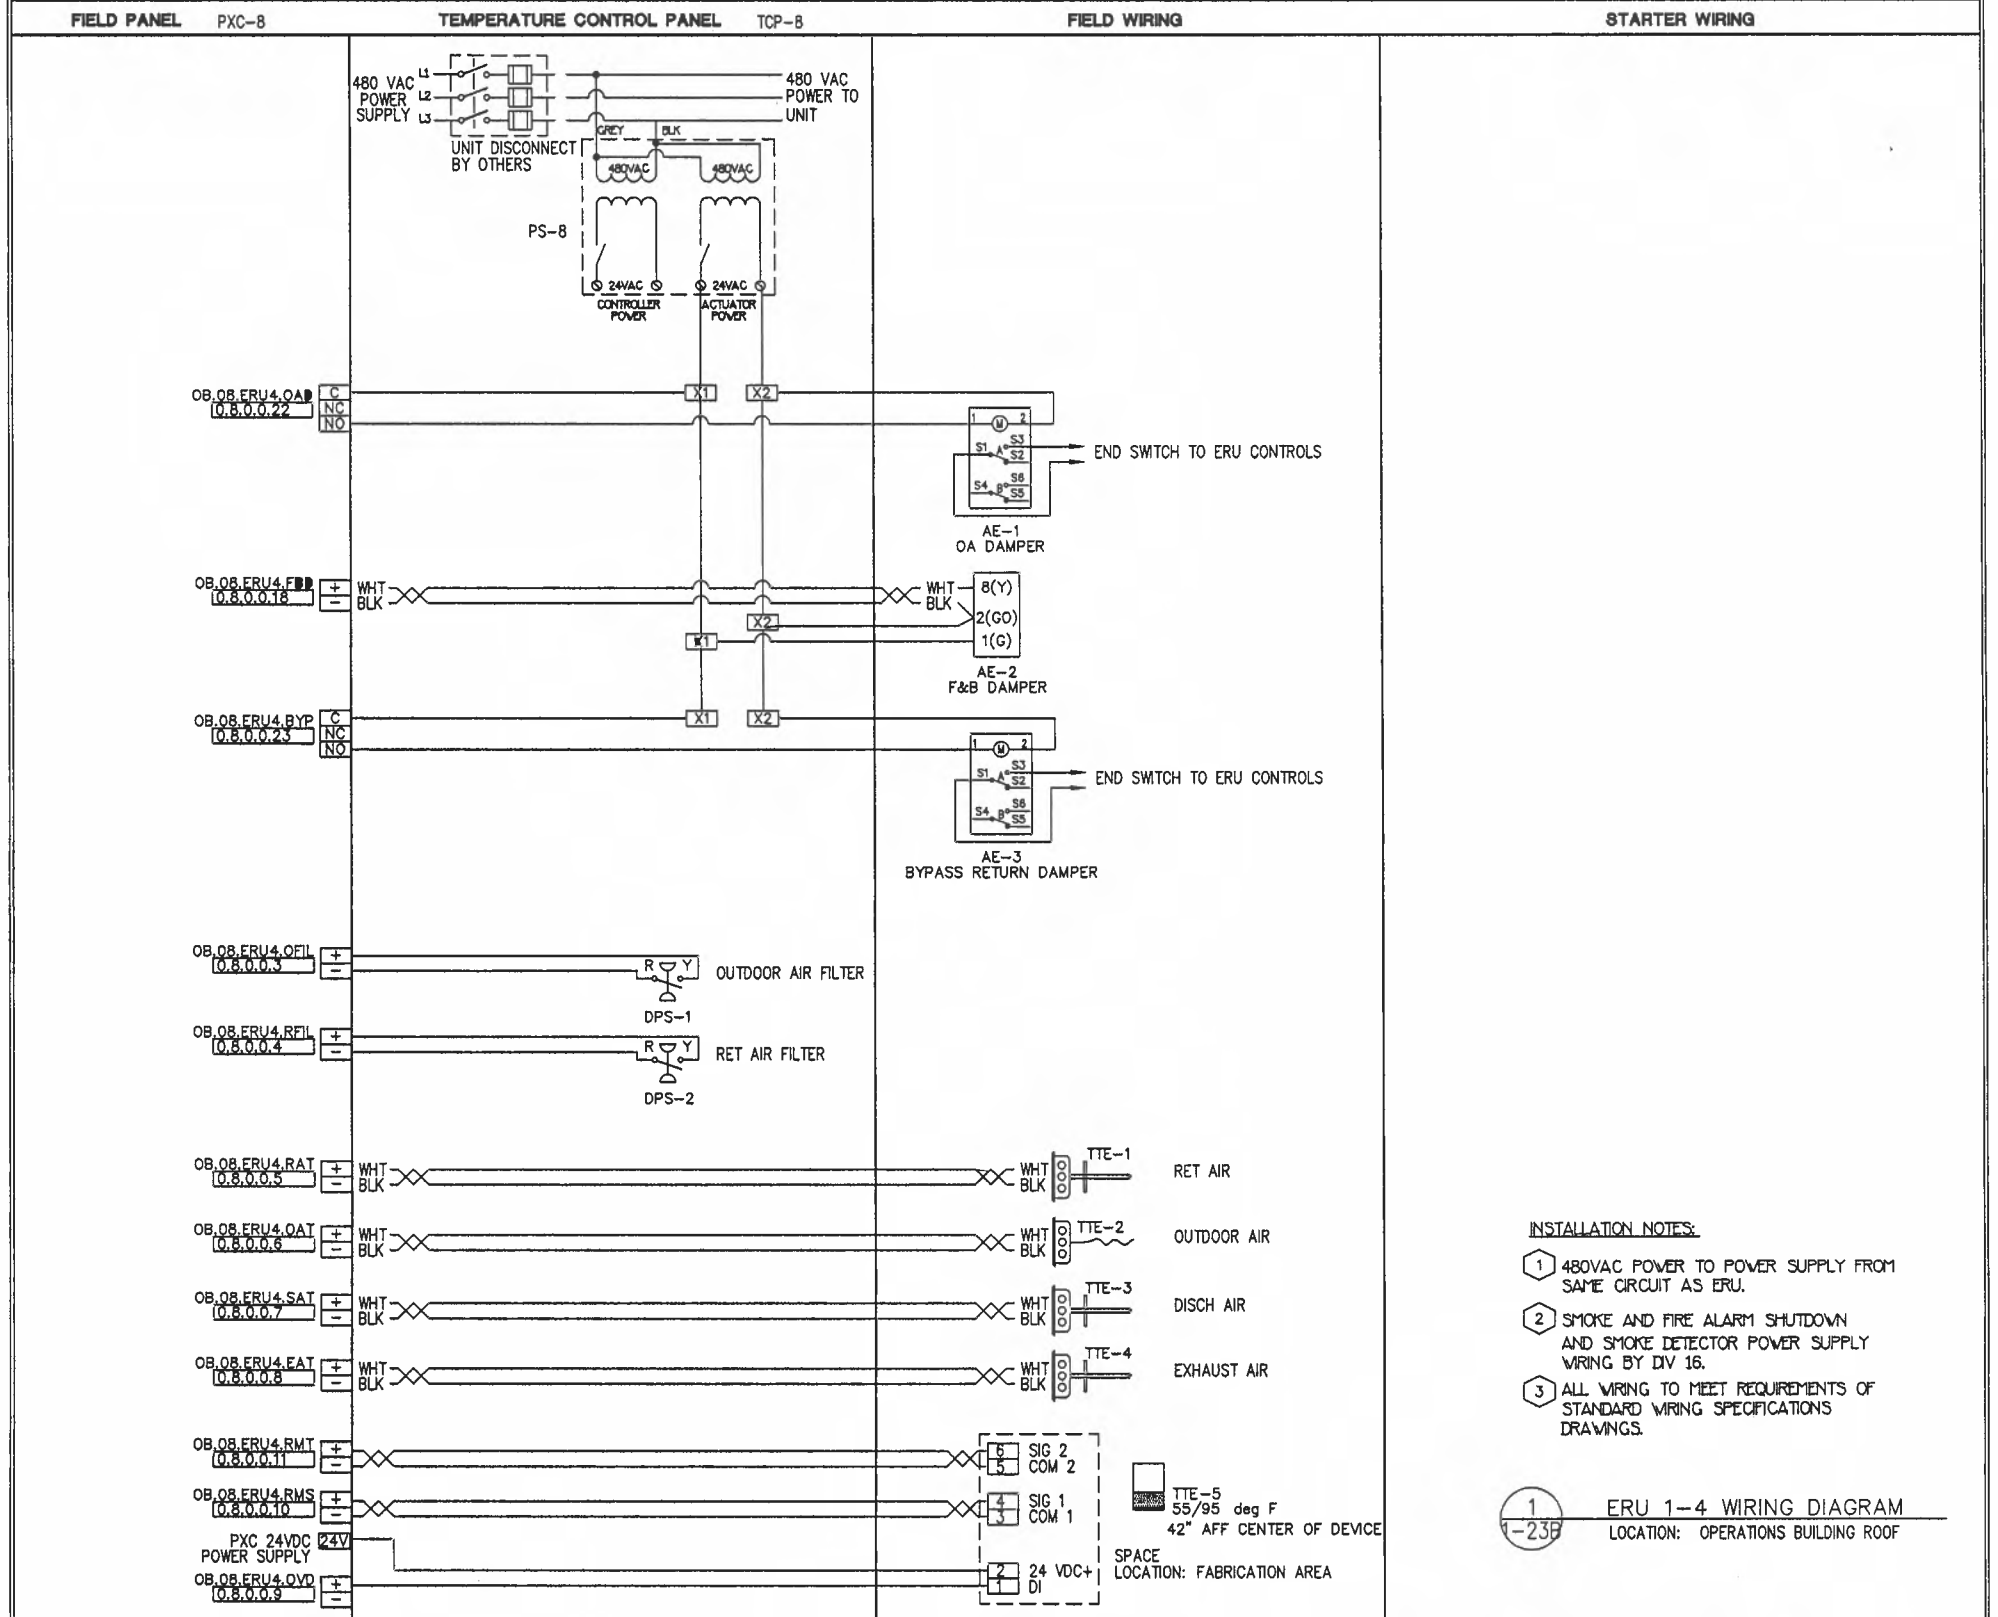 FIELD PANEL PXC-8
TEMPERATURE CONTROL PANEL TCP-8
FIELD WIRING
STARTER WIRING
480 VAC
POWER
SUPPLY
L1
L2
L3
480 VAC
POWER TO
UNIT
UNIT DISCONNECT
BY OTHERS
GREY
BLK
480VAC
480VAC
PS-8
24VAC
24VAC
CONTROLLER
POWER
ACTUATOR
POWER
OB.08.ERU4.OAD
0.8.0.0.22
C
NC
NO
X1
X2
1
M
2
S1
A
S3
S2
S4
B
S6
S5
END SWITCH TO ERU CONTROLS
AE-1
OA DAMPER
OB.08.ERU4.FBD
0.8.0.0.18
+
-
WHT
BLK
WHT
BLK
8(Y)
2(GO)
1(G)
X2
X1
AE-2
F&B DAMPER
OB.08.ERU4.BYP
0.8.0.0.23
C
NC
NO
X1
X2
1
M
2
S1
A
S3
S2
S4
B
S6
S5
END SWITCH TO ERU CONTROLS
AE-3
BYPASS RETURN DAMPER
OB.08.ERU4.OFIL
0.8.0.0.3
+
-
R
Y
OUTDOOR AIR FILTER
DPS-1
OB.08.ERU4.RFIL
0.8.0.0.4
+
-
R
Y
RET AIR FILTER
DPS-2
OB.08.ERU4.RAT
0.8.0.0.5
+
-
WHT
BLK
WHT
BLK
TTE-1
RET AIR
OB.08.ERU4.OAT
0.8.0.0.6
+
-
WHT
BLK
WHT
BLK
TTE-2
OUTDOOR AIR
OB.08.ERU4.SAT
0.8.0.0.7
+
-
WHT
BLK
WHT
BLK
TTE-3
DISCH AIR
OB.08.ERU4.EAT
0.8.0.0.8
+
-
WHT
BLK
WHT
BLK
TTE-4
EXHAUST AIR
OB.08.ERU4.RMT
0.8.0.0.11
+
-
6 SIG 2
5 COM 2
OB.08.ERU4.RMS
0.8.0.0.10
+
-
4 SIG 1
3 COM 1
TTE-5
55/95 deg F
42" AFF CENTER OF DEVICE
PXC 24VDC
POWER SUPPLY
24V
2 24 VDC+
1 DI
SPACE
LOCATION: FABRICATION AREA
OB.08.ERU4.OVD
0.8.0.0.9
+
-
INSTALLATION NOTES:
1 480VAC POWER TO POWER SUPPLY FROM
SAME CIRCUIT AS ERU.
2 SMOKE AND FIRE ALARM SHUTDOWN
AND SMOKE DETECTOR POWER SUPPLY
WIRING BY DIV 16.
3 ALL WIRING TO MEET REQUIREMENTS OF
STANDARD WIRING SPECIFICATIONS
DRAWINGS.
1
1-23B
ERU 1-4 WIRING DIAGRAM
LOCATION: OPERATIONS BUILDING ROOF